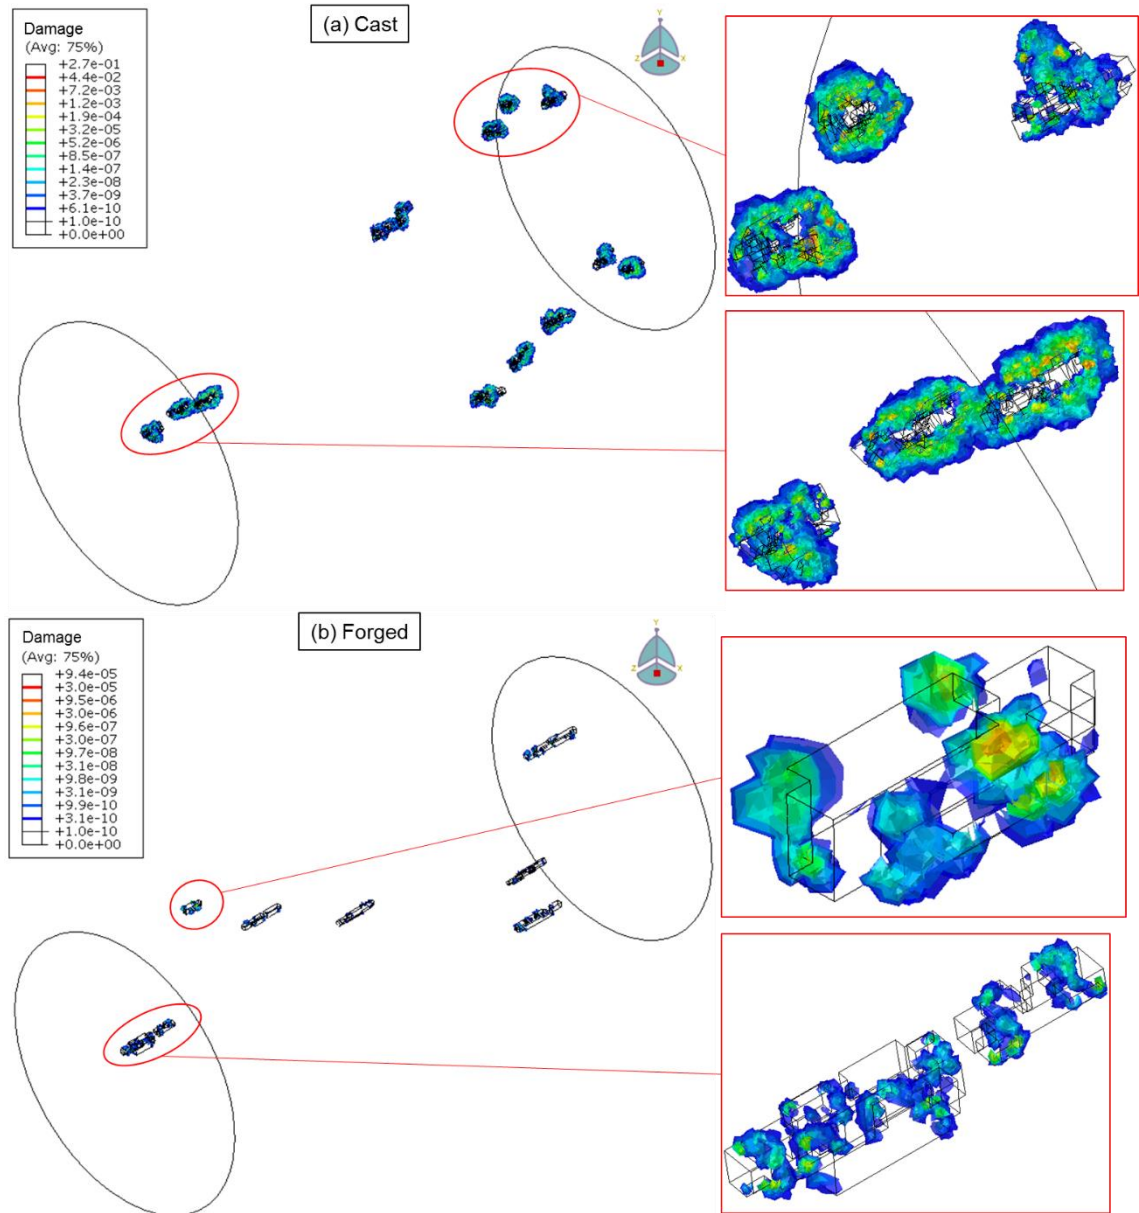 (a) Cast
Damage
(Avg: 75%)
+2.7e-01
+4.4e-02
+7.2e-03
+1.2e-03
+1.9e-04
+3.2e-05
+5.2e-06
+8.5e-07
+1.4e-07
+2.3e-08
+3.7e-09
+6.1e-10
+1.0e-10
+0.0e+00
Y
Z
X
(b) Forged
Damage
(Avg: 75%)
+9.4e-05
+3.0e-05
+9.5e-06
+3.0e-06
+9.6e-07
+3.0e-07
+9.7e-08
+3.1e-08
+9.8e-09
+3.1e-09
+9.9e-10
+3.1e-10
+1.0e-10
+0.0e+00
Y
Z
X